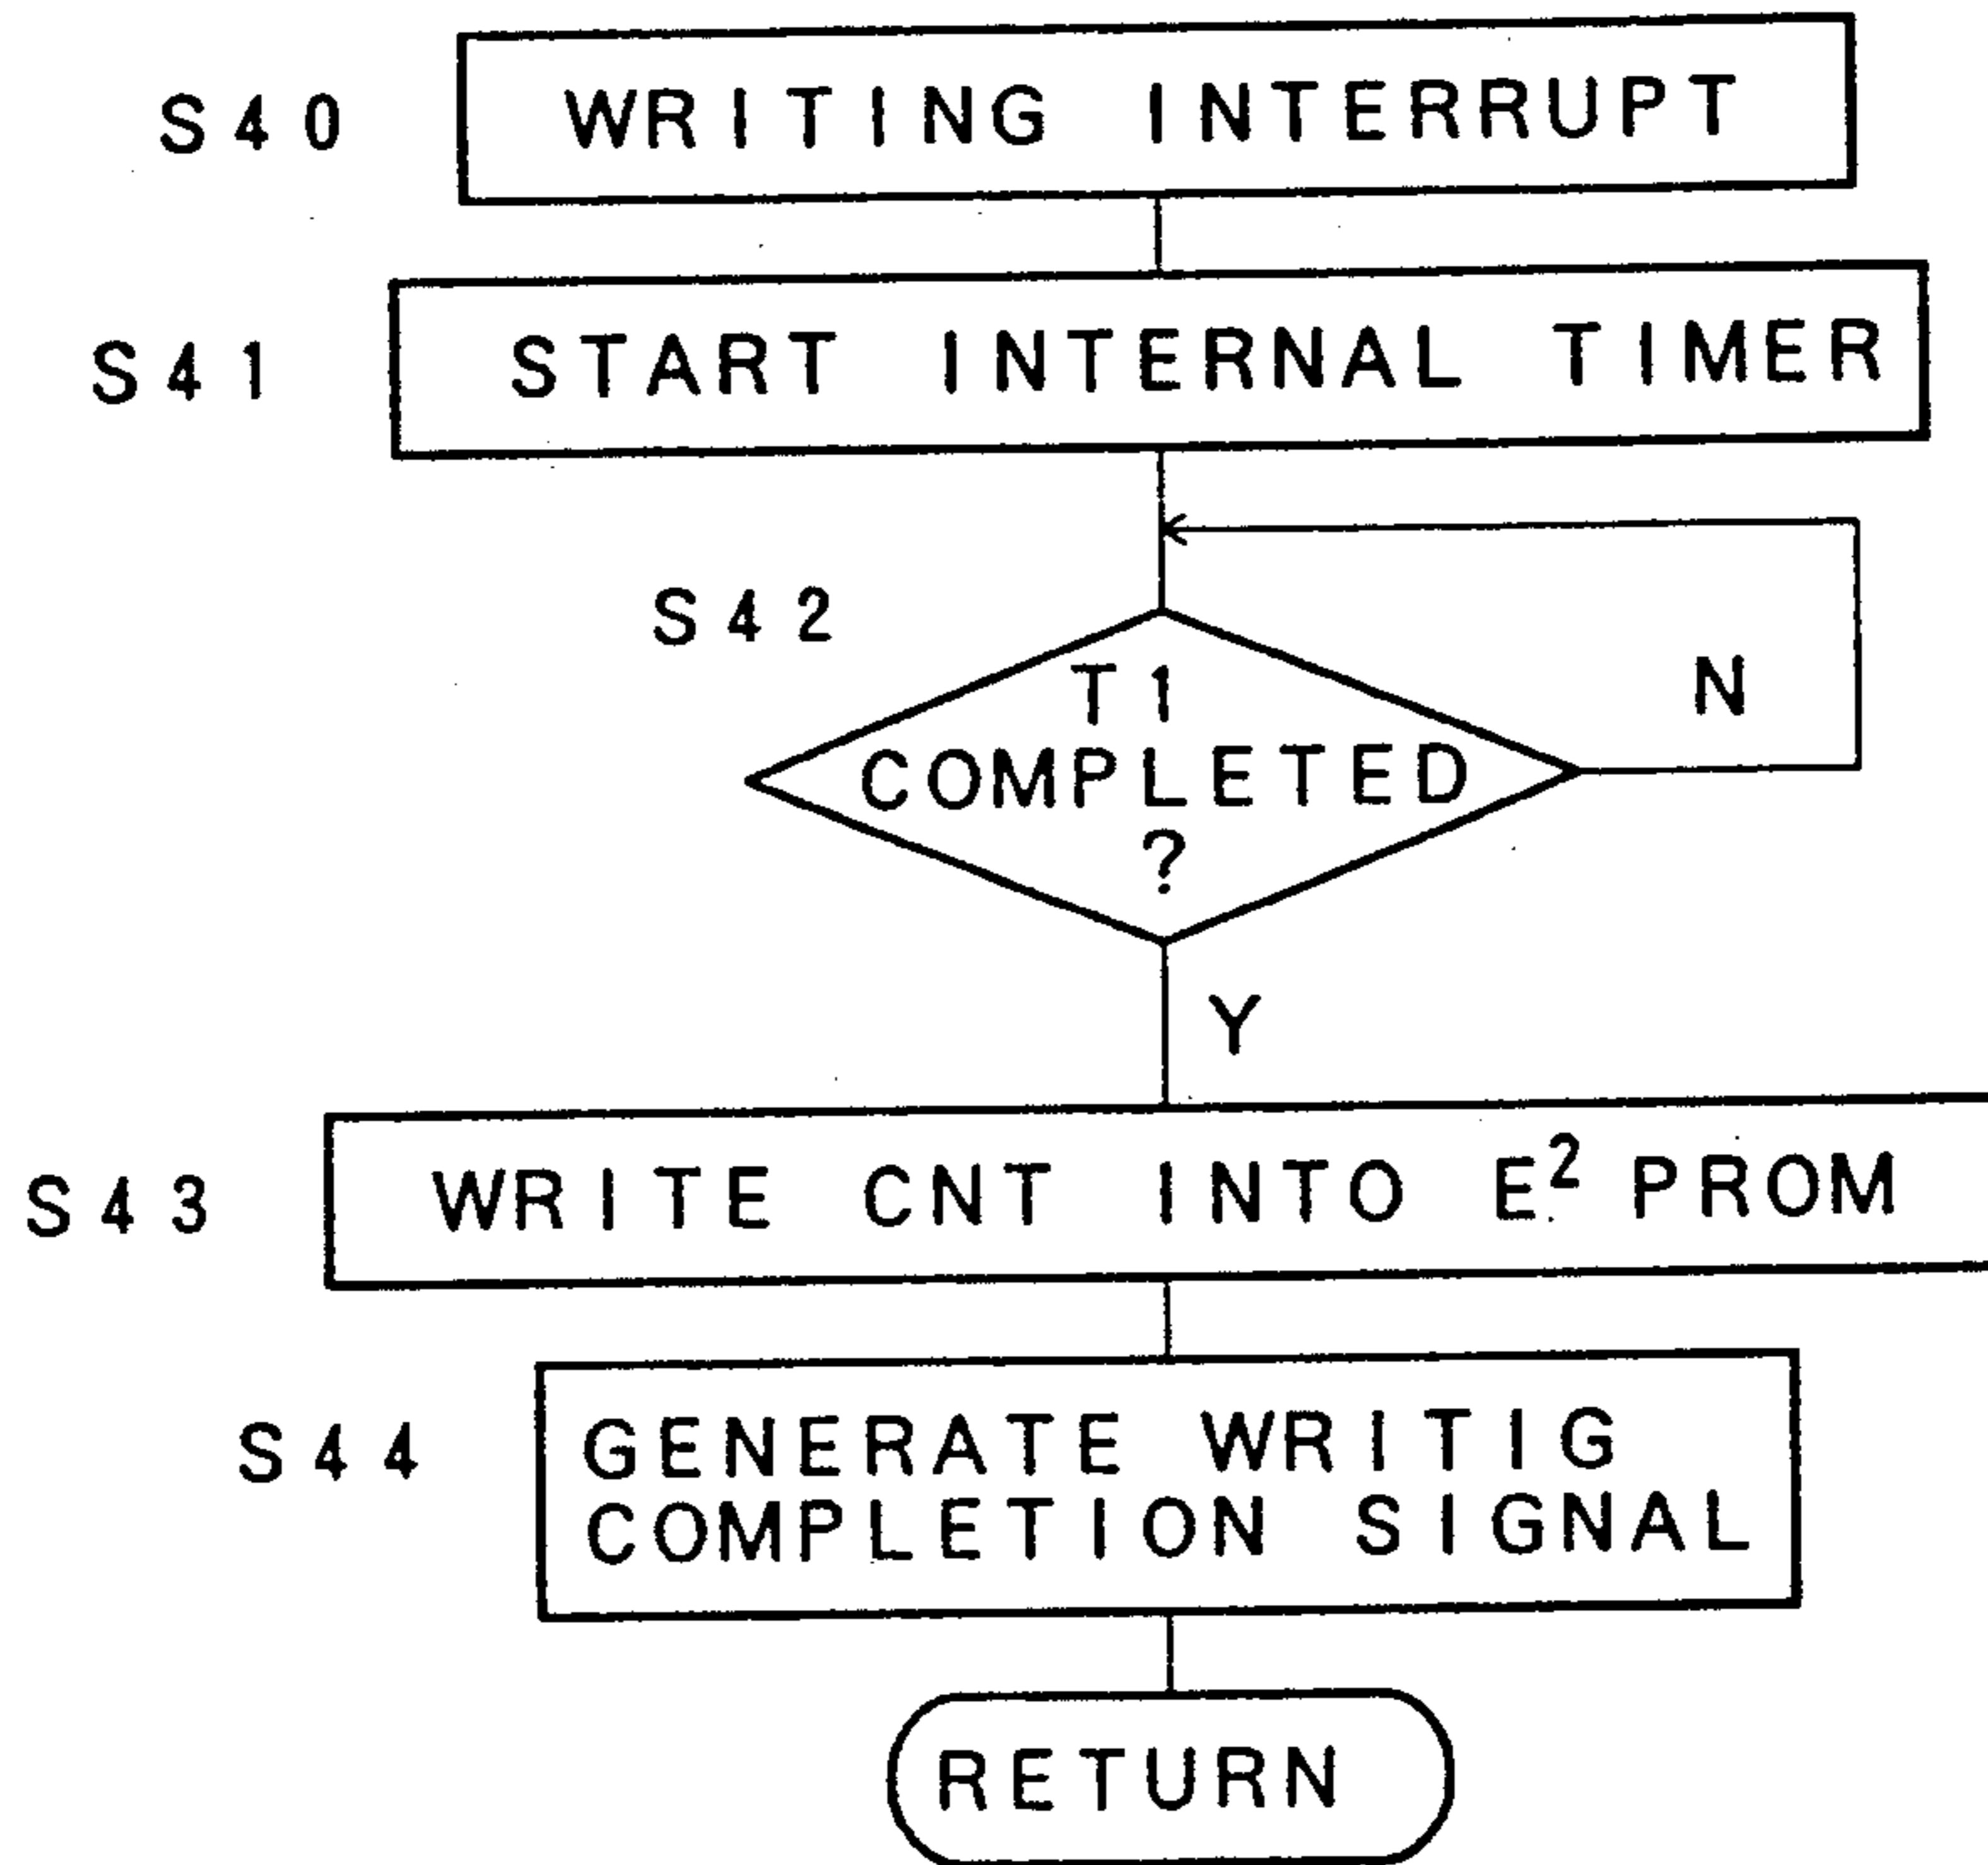 S40 WRITING INTERRUPT
S41 START INTERNAL TIMER
S42
T1
COMPLETED
?
N
Y
S43 WRITE CNT INTO E² PROM
S44 GENERATE WRITIG
COMPLETION SIGNAL
RETURN